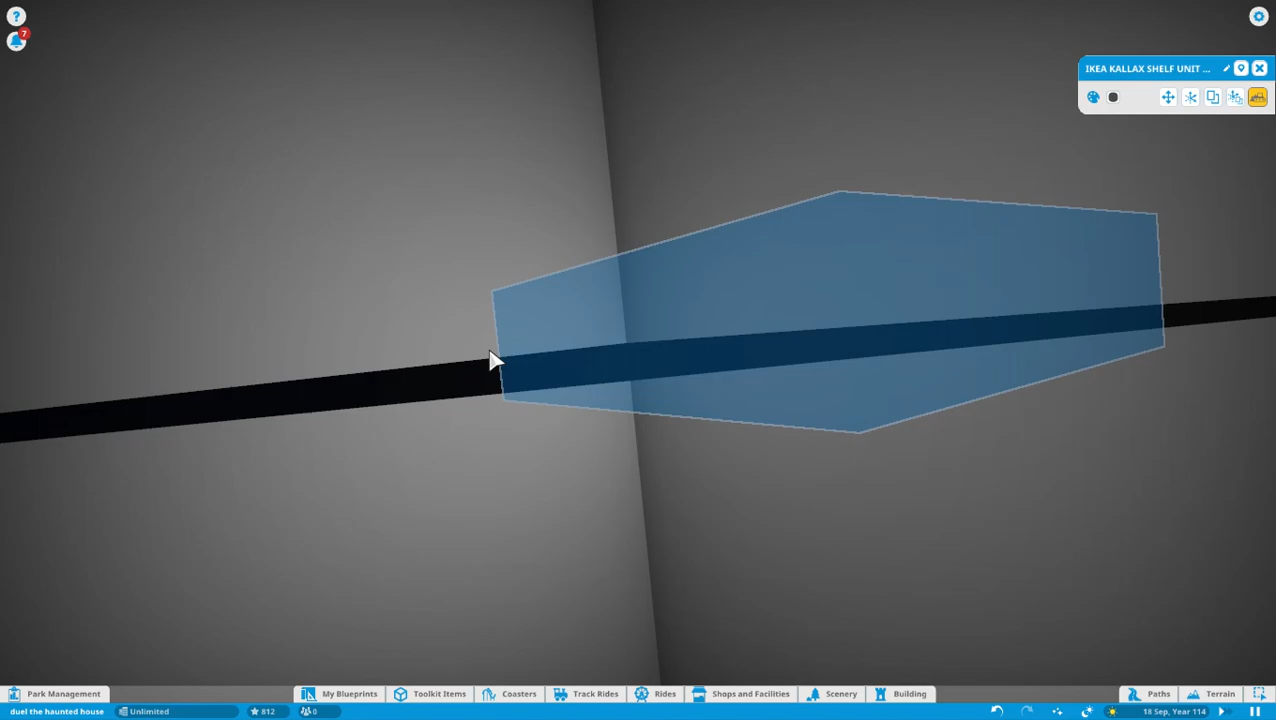 ?
7
IKEA KALLAX SHELF UNIT ...
Park Management
My Blueprints
Toolkit Items
Coasters
Track Rides
Rides
Shops and Facilities
Scenery
Building
Paths
Terrain
duel the haunted house
Unlimited
812
0
18 Sep, Year 114